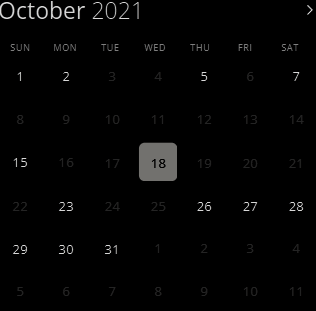 October 2021
SUN MON TUE WED THU FRI SAT
1 2 3 4 5 6 7
8 9 10 11 12 13 14
15 16 17 18 19 20 21
22 23 24 25 26 27 28
29 30 31 1 2 3 4
5 6 7 8 9 10 11